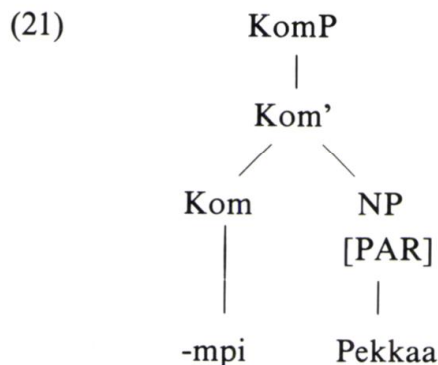 (21) KomP
Kom’
Kom NP
[PAR]
-mpi Pekkaa